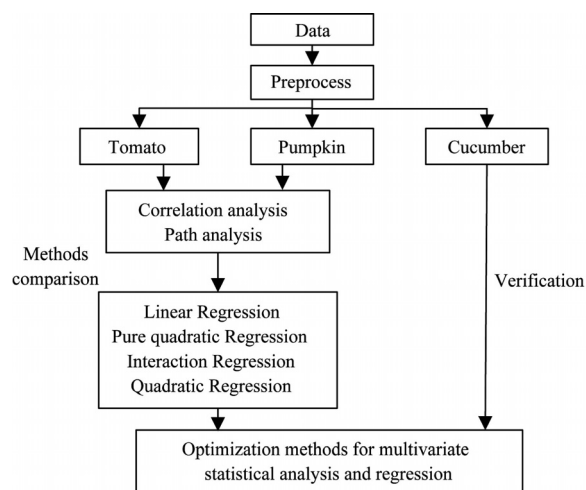 Data
Preprocess
Tomato
Pumpkin
Cucumber
Correlation analysis
Path analysis
Methods
comparison
Verification
Linear Regression
Pure quadratic Regression
Interaction Regression
Quadratic Regression
Optimization methods for multivariate
statistical analysis and regression